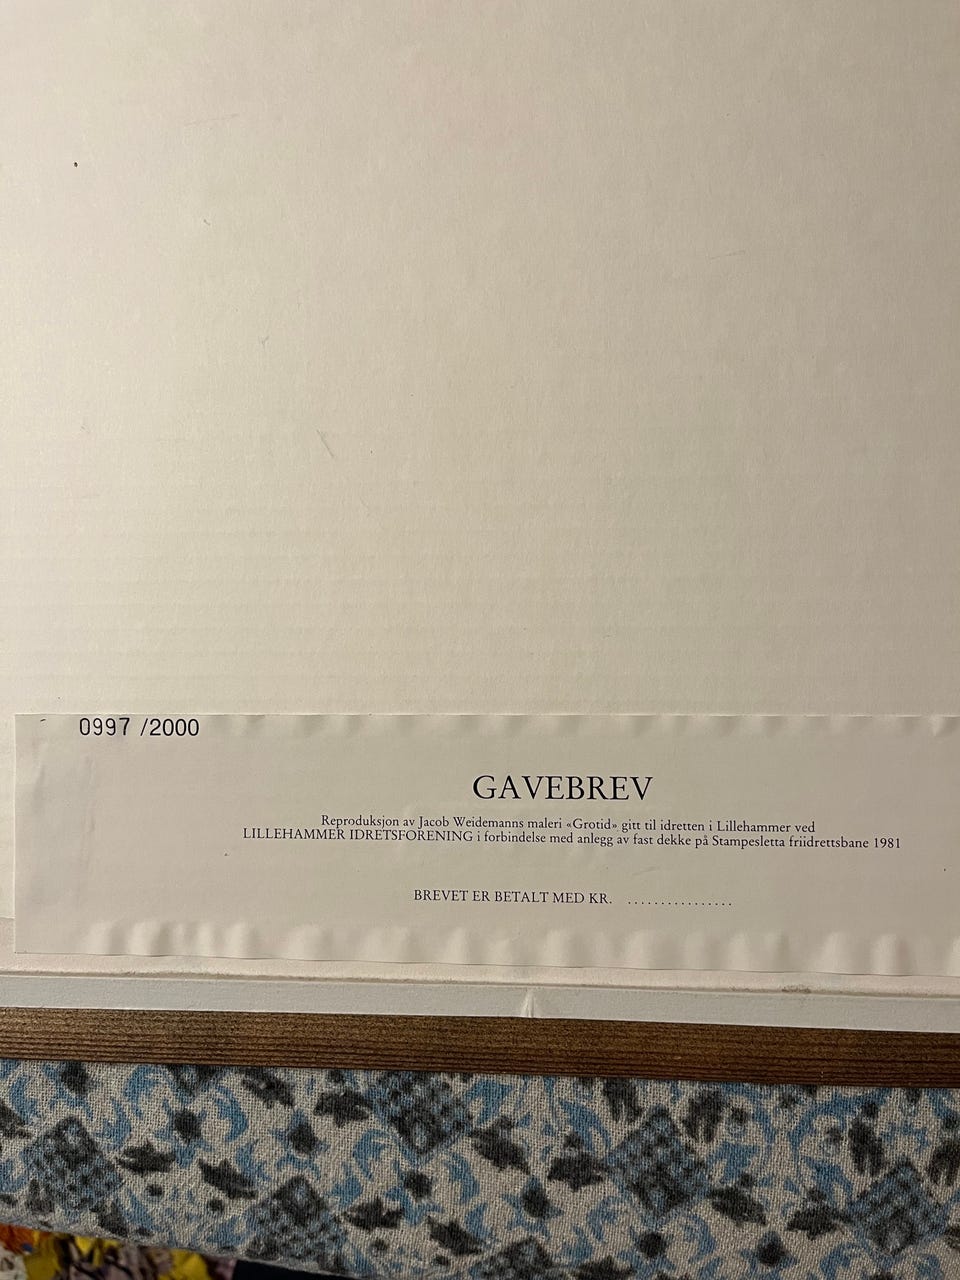 0997 /2000
GAVEBREV
Reproduksjon av Jacob Weidemanns maleri «Grotid» gitt til idretten i Lillehammer ved
LILLEHAMMER IDRETSFORENING i forbindelse med anlegg av fast dekke på Stampesletta friidrettsbane 1981
BREVET ER BETALT MED KR. ................